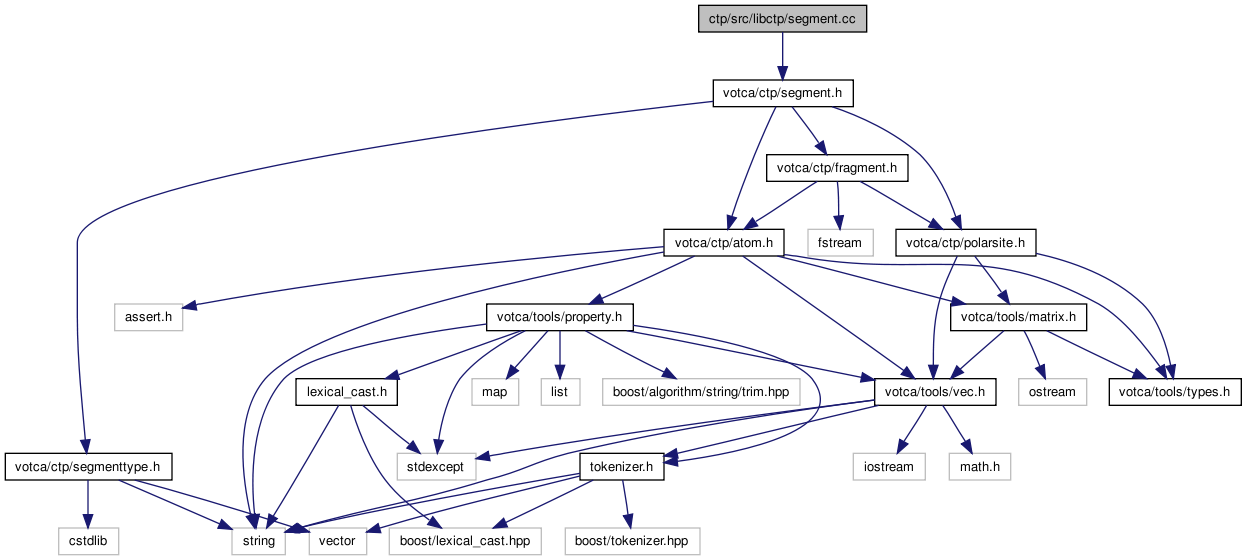 ctp/src/libctp/segment.cc
votca/ctp/segment.h
votca/ctp/fragment.h
votca/ctp/atom.h
fstream
votca/ctp/polarsite.h
assert.h
votca/tools/property.h
votca/tools/matrix.h
lexical_cast.h
map
list
boost/algorithm/string/trim.hpp
votca/tools/vec.h
ostream
votca/tools/types.h
votca/ctp/segmenttype.h
stdexcept
tokenizer.h
iostream
math.h
cstdlib
string
vector
boost/lexical_cast.hpp
boost/tokenizer.hpp